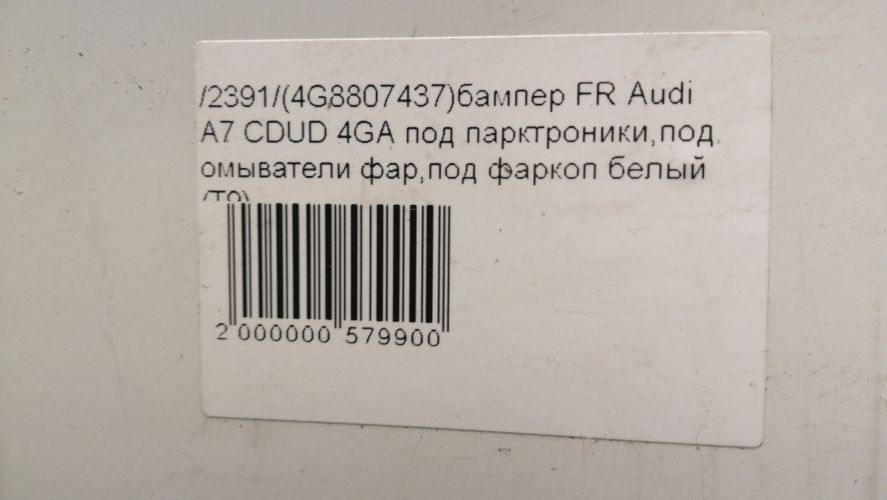 /2391/(4G8807437)бампер FR Audi
A7 CDUD 4GA под парктроники,под
омыватели фар,под фаркоп белый
(ТО)
2 000000 579900